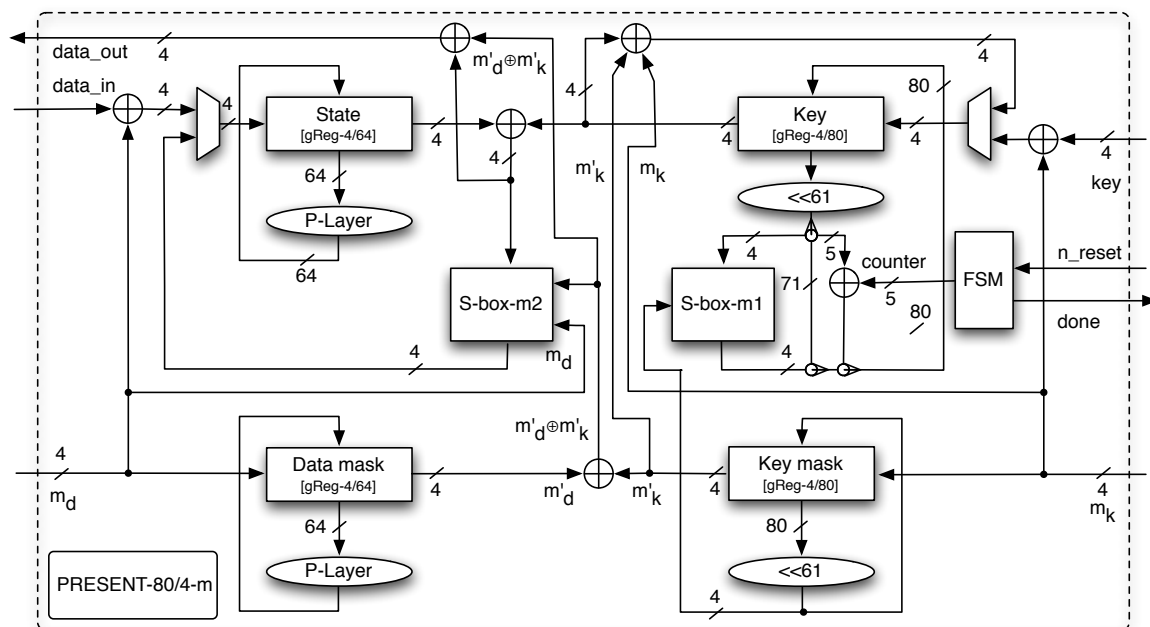 data_out
4
m'd⊕m'k
4
4
data_in
4
4
State
[gReg-4/64]
4
4
64
P-Layer
64
m'k
mk
80
Key
[gReg-4/80]
4
4
4
key
<<61
4
5
counter
71
5
80
FSM
n_reset
done
S-box-m2
md
4
S-box-m1
4
m'd⊕m'k
4
md
Data mask
[gReg-4/64]
4
m'd
m'k
4
Key mask
[gReg-4/80]
4
mk
64
P-Layer
80
<<61
4
PRESENT-80/4-m